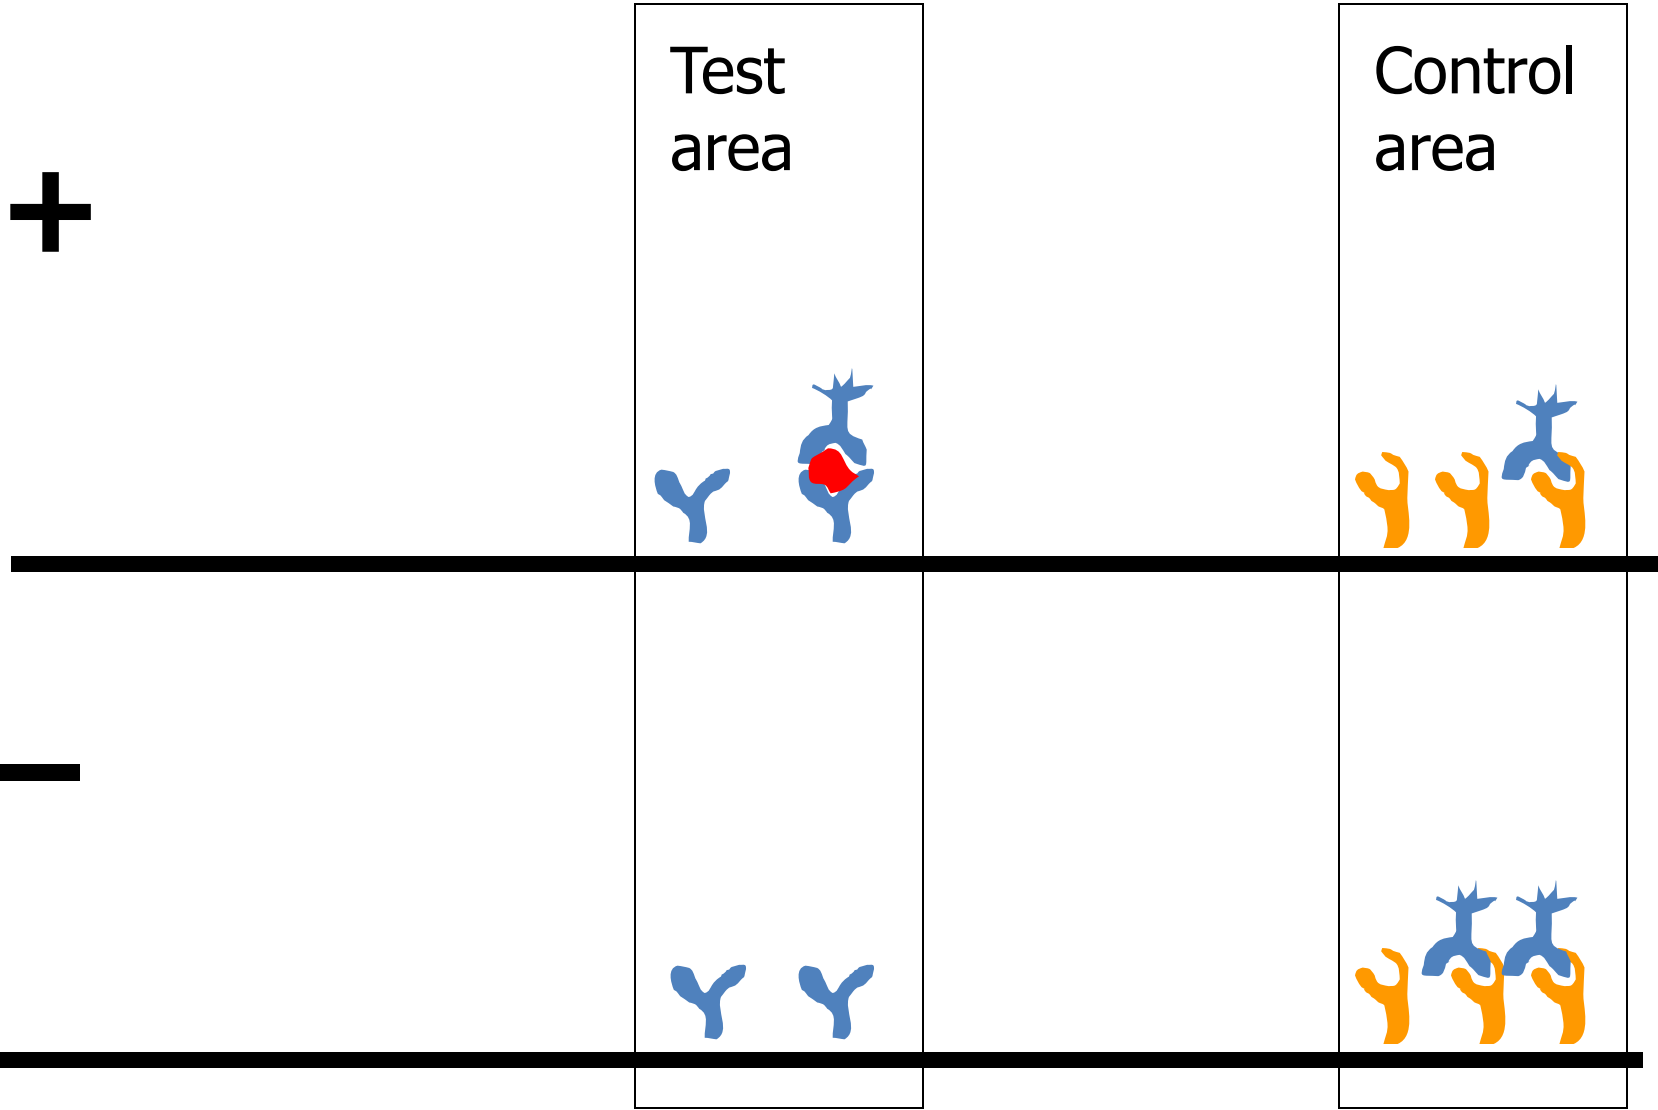 Test
area
Control
area
+
–